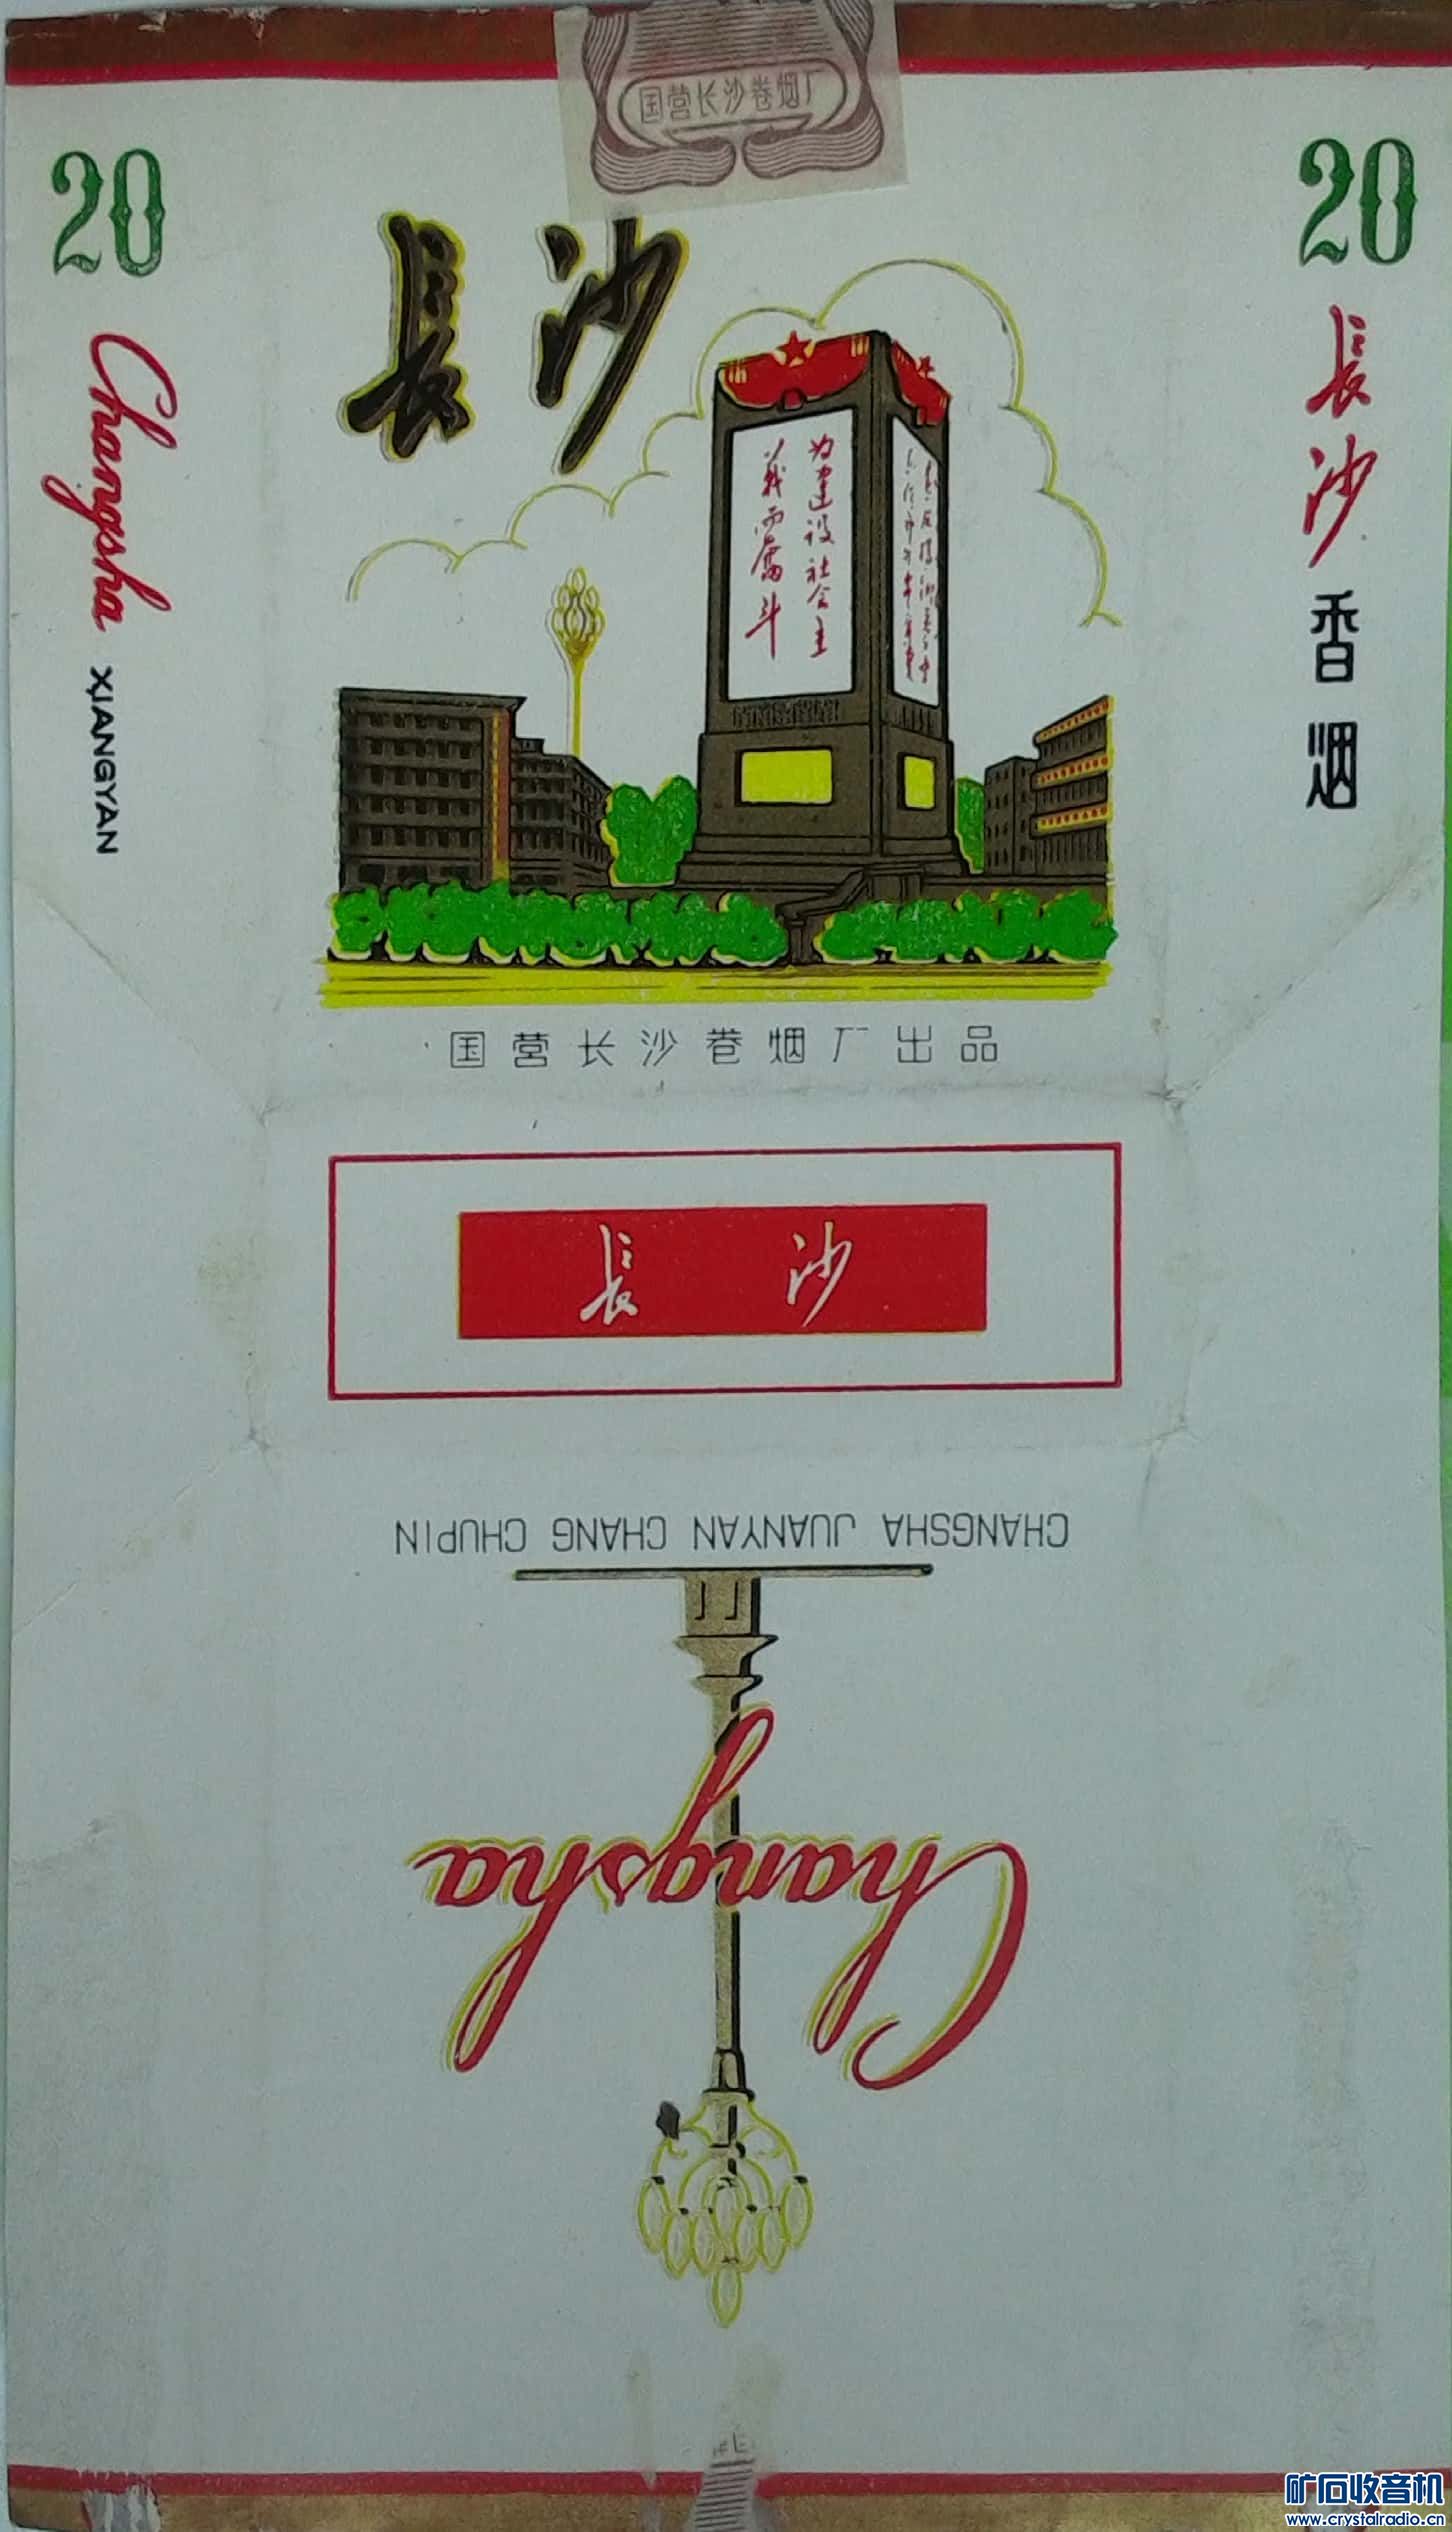 国营长沙卷烟厂
20
20
長沙
Changsha
XIANGYAN
長沙
香烟
为建设社会主
义而奋斗
国营长沙卷烟厂出品
長沙
CHANGSHA JUANYAN CHANG CHUPIN
Changsha
矿石收音机
www.crystalradio.cn